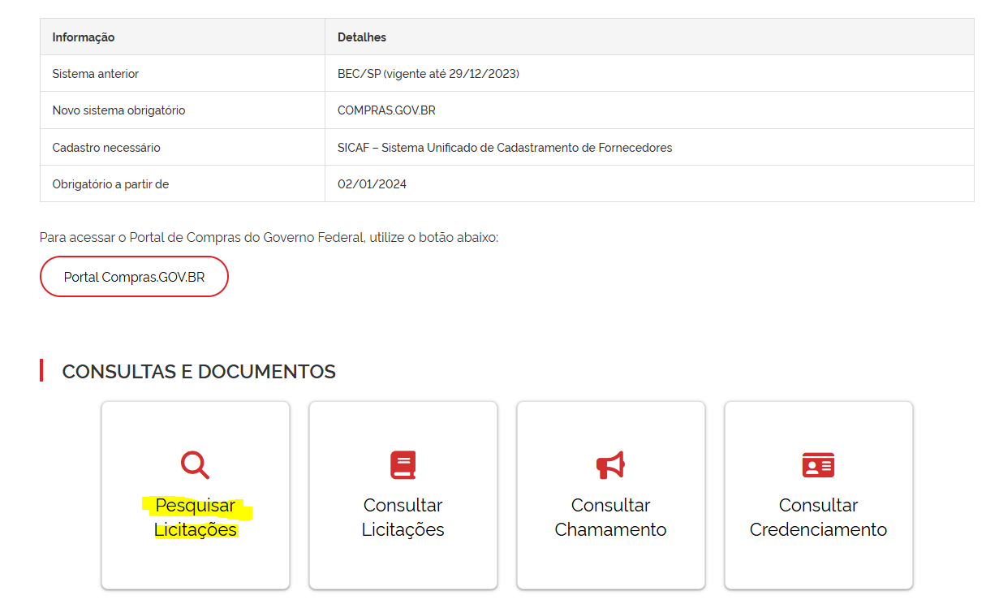 Informação Detalhes
Sistema anterior BEC/SP (vigente até 29/12/2023)
Novo sistema obrigatório COMPRAS.GOV.BR
Cadastro necessário SICAF – Sistema Unificado de Cadastramento de Fornecedores
Obrigatório a partir de 02/01/2024
Para acessar o Portal de Compras do Governo Federal, utilize o botão abaixo:
Portal Compras.GOV.BR
CONSULTAS E DOCUMENTOS
Pesquisar
Licitações
Consultar
Licitações
Consultar
Chamamento
Consultar
Credenciamento